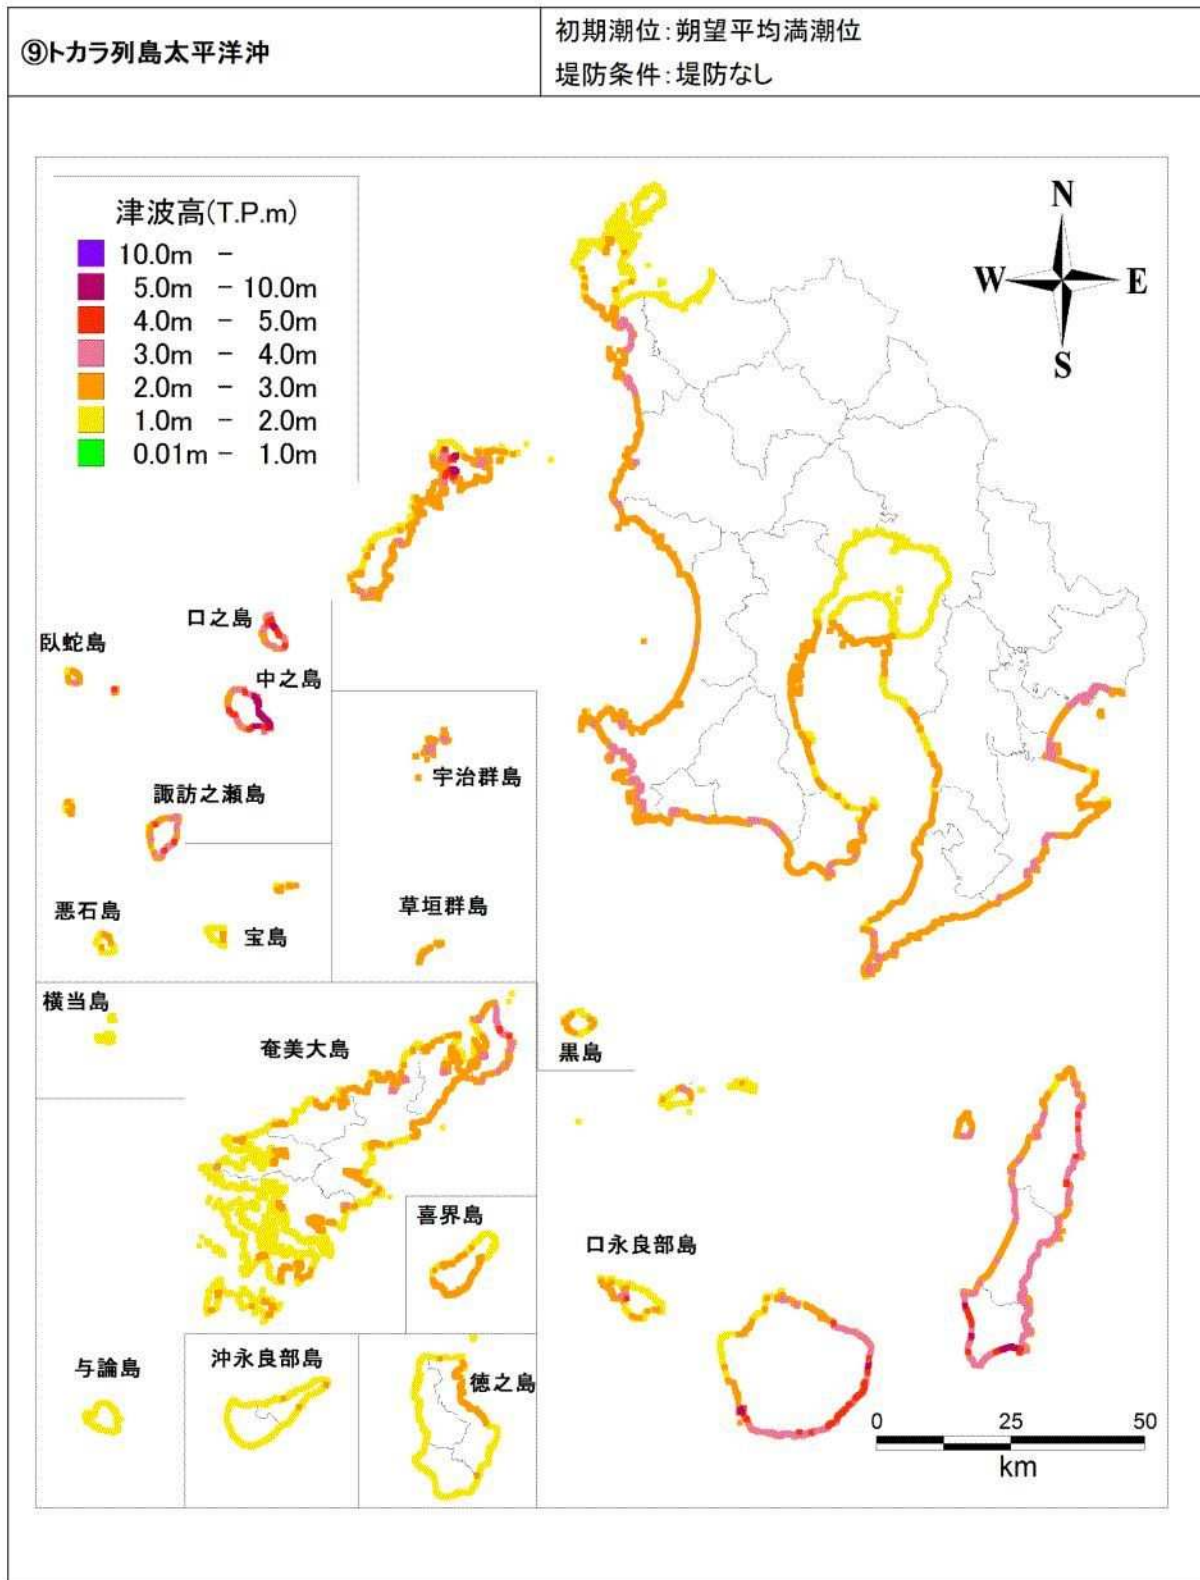 ⑨トカラ列島太平洋沖
初期潮位:朔望平均満潮位
堤防条件:堤防なし
津波高(T.P.m)
10.0m －
5.0m － 10.0m
4.0m － 5.0m
3.0m － 4.0m
2.0m － 3.0m
1.0m － 2.0m
0.01m － 1.0m
N
W
E
S
口之島
臥蛇島
中之島
宇治群島
諏訪之瀬島
悪石島
宝島
草垣群島
横当島
奄美大島
黒島
喜界島
口永良部島
与論島
沖永良部島
徳之島
0 25 50
km